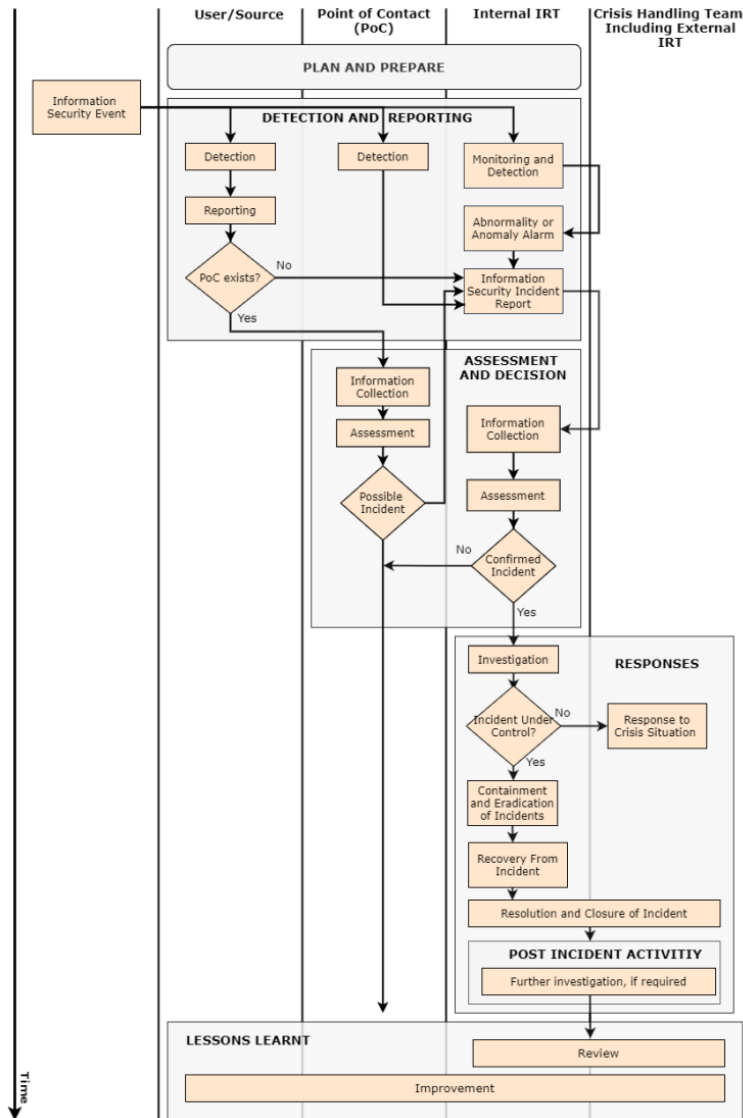 User/Source
Point of Contact
(PoC)
Internal IRT
Crisis Handling Team
Including External
IRT
PLAN AND PREPARE
Information
Security Event
DETECTION AND REPORTING
Detection
Detection
Monitoring and
Detection
Reporting
Abnormality or
Anomaly Alarm
PoC exists?
No
Information
Security Incident
Report
Yes
ASSESSMENT
AND DECISION
Information
Collection
Information
Collection
Assessment
Assessment
Possible
Incident
No
Confirmed
Incident
Yes
Investigation
RESPONSES
Incident Under
Control?
No
Response to
Crisis Situation
Yes
Containment
and Eradication
of Incidents
Recovery From
Incident
Resolution and Closure of Incident
POST INCIDENT ACTIVITIY
Further investigation, if required
LESSONS LEARNT
Review
Improvement
Time